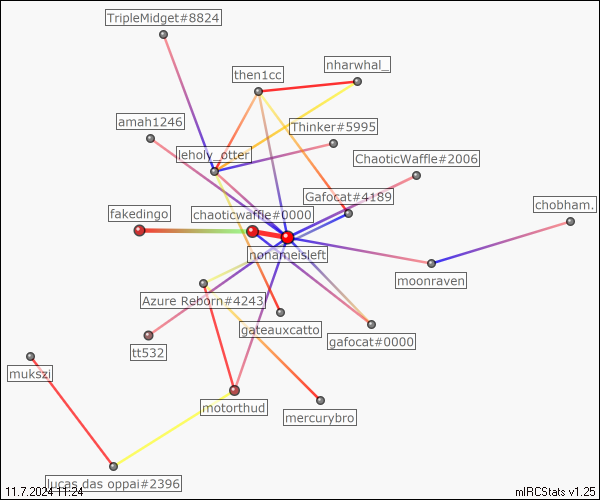 TripleMidget#8824
nharwhal_
then1cc
amah1246
Thinker#5995
leholy_otter
ChaoticWaffle#2006
Gafocat#4189
chobham.
fakedingo
chaoticwaffle#0000
nonameisleft
moonraven
Azure Reborn#4243
gateauxcatto
gafocat#0000
tt532
mukszi
motorthud
mercurybro
lucas das oppai#2396
11.7.2024 11:24
mIRCStats v1.25